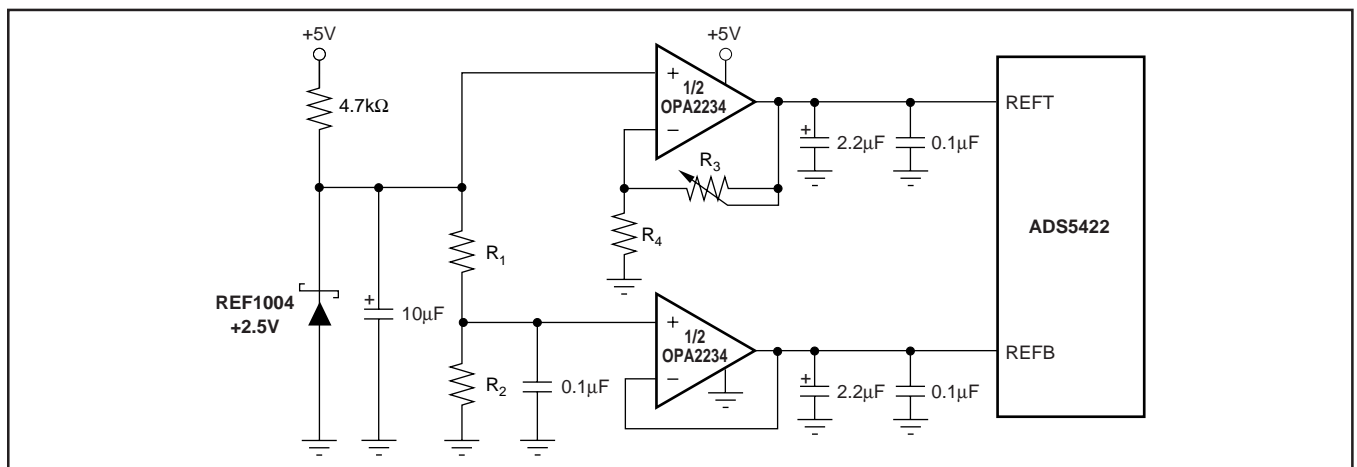 +5V
4.7kΩ
REF1004
+2.5V
+
10µF
R1
R2
0.1µF
+5V
+
1/2
OPA2234
−
R3
R4
+
2.2µF
0.1µF
REFT
ADS5422
+
1/2
OPA2234
−
+
2.2µF
0.1µF
REFB